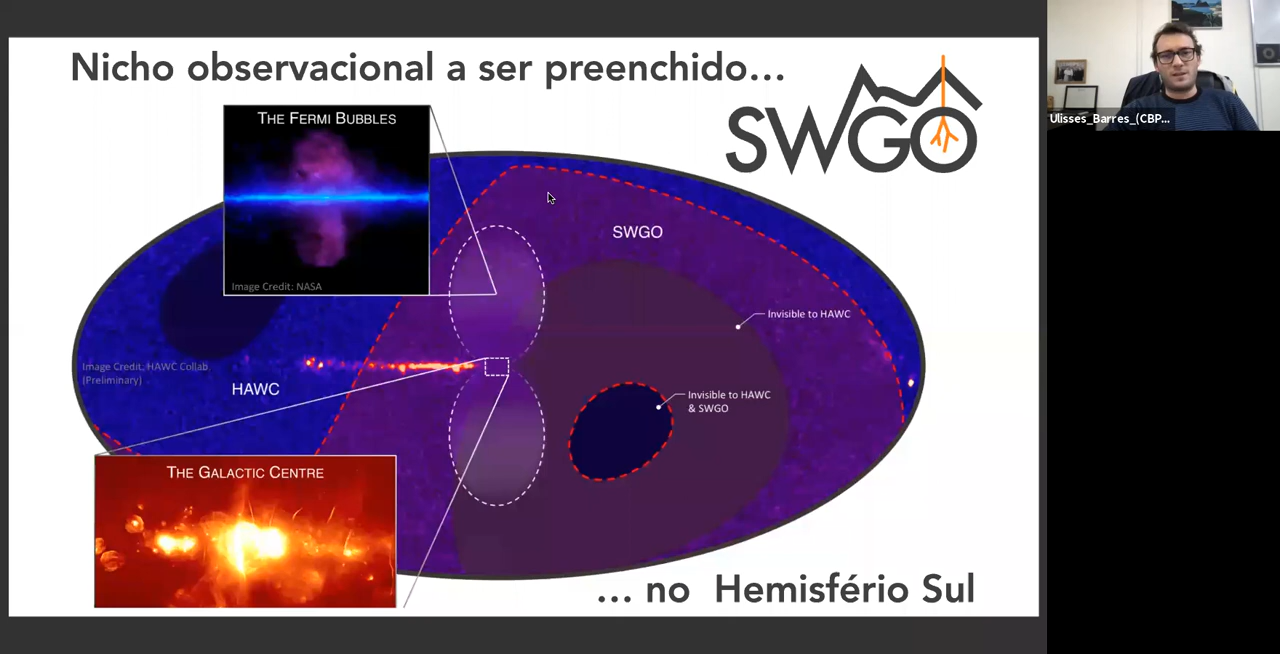 Nicho observacional a ser preenchido...
SWGO
THE FERMI BUBBLES
Image Credit: NASA
SWGO
Invisible to HAWC
Image Credit: HAWC Collab.
(Preliminary)
HAWC
Invisible to HAWC
& SWGO
THE GALACTIC CENTRE
... no Hemisfério Sul
Ulisses_Barres_(CBP...